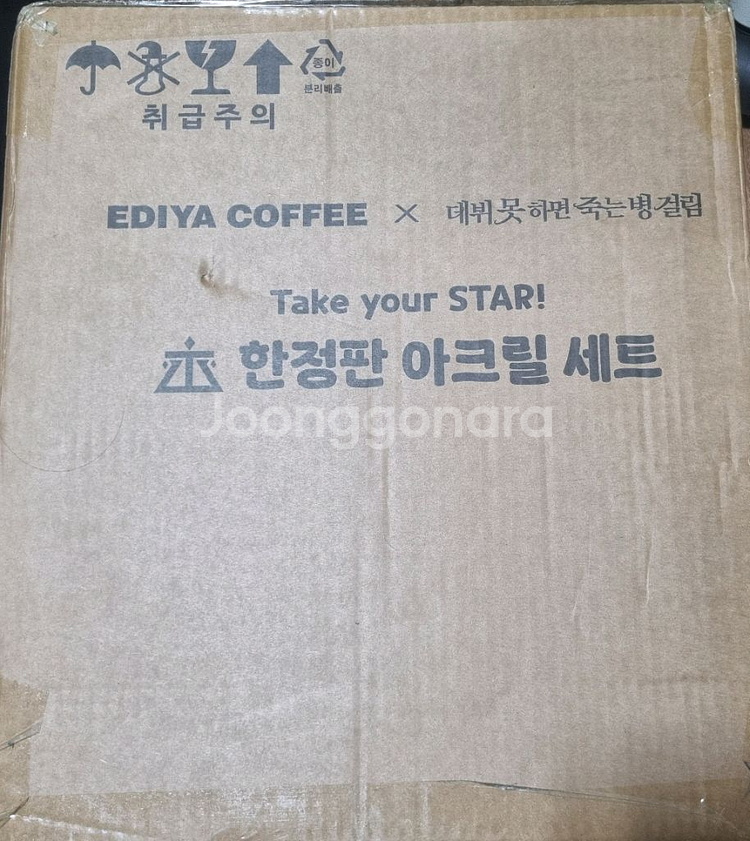 종이
분리배출
취급주의
EDIYA COFFEE × 데뷔 못 하면 죽는 병 걸림
Take your STAR!
한정판 아크릴 세트
Joonggonara